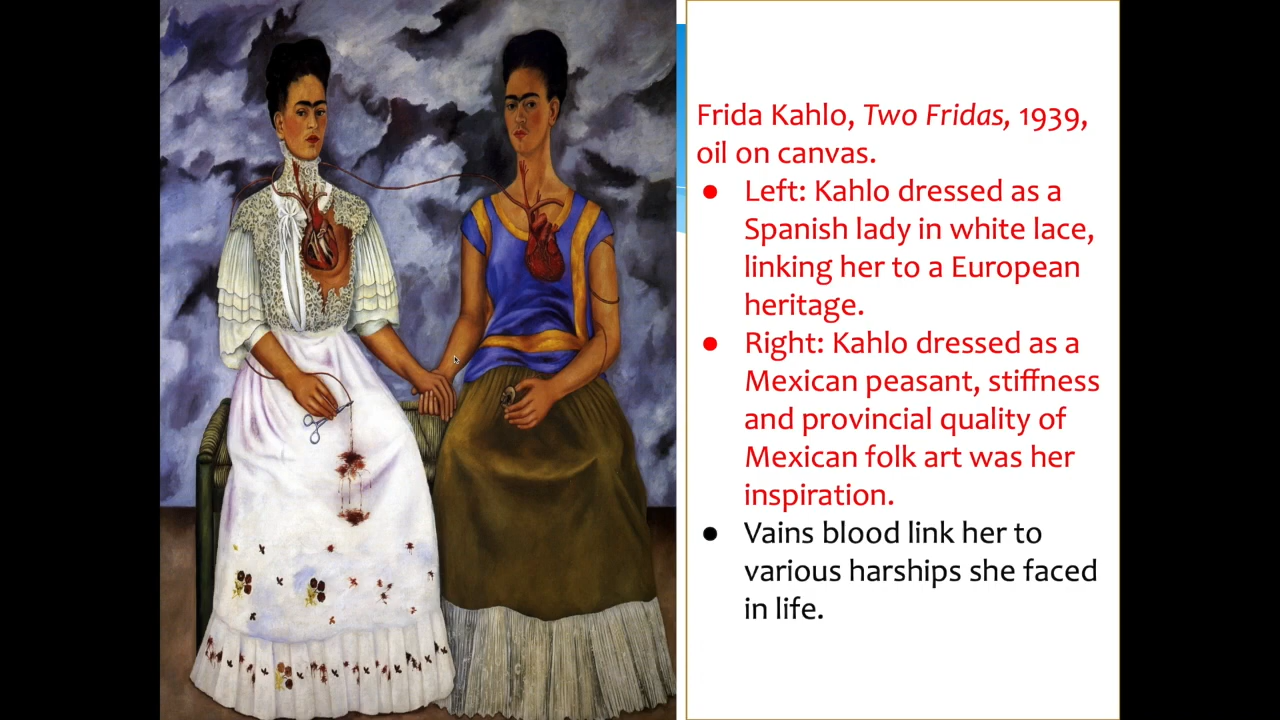 Frida Kahlo, Two Fridas, 1939,
oil on canvas.
● Left: Kahlo dressed as a
Spanish lady in white lace,
linking her to a European
heritage.
● Right: Kahlo dressed as a
Mexican peasant, stiffness
and provincial quality of
Mexican folk art was her
inspiration.
● Vains blood link her to
various harships she faced
in life.